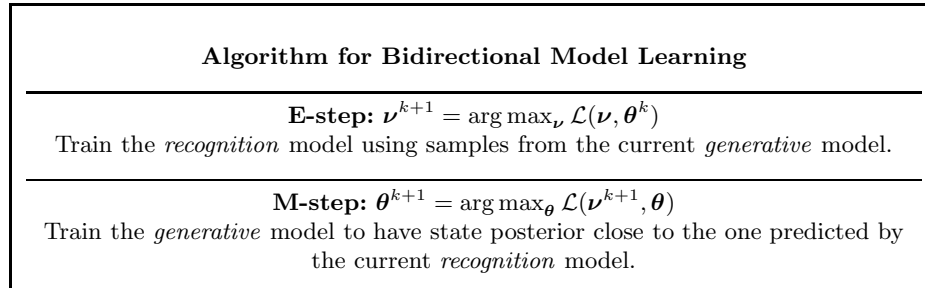 Algorithm for Bidirectional Model Learning
E-step: ν^{k+1} = arg max_ν ℒ(ν, θ^k)
Train the recognition model using samples from the current generative model.
M-step: θ^{k+1} = arg max_θ ℒ(ν^{k+1}, θ)
Train the generative model to have state posterior close to the one predicted by
the current recognition model.